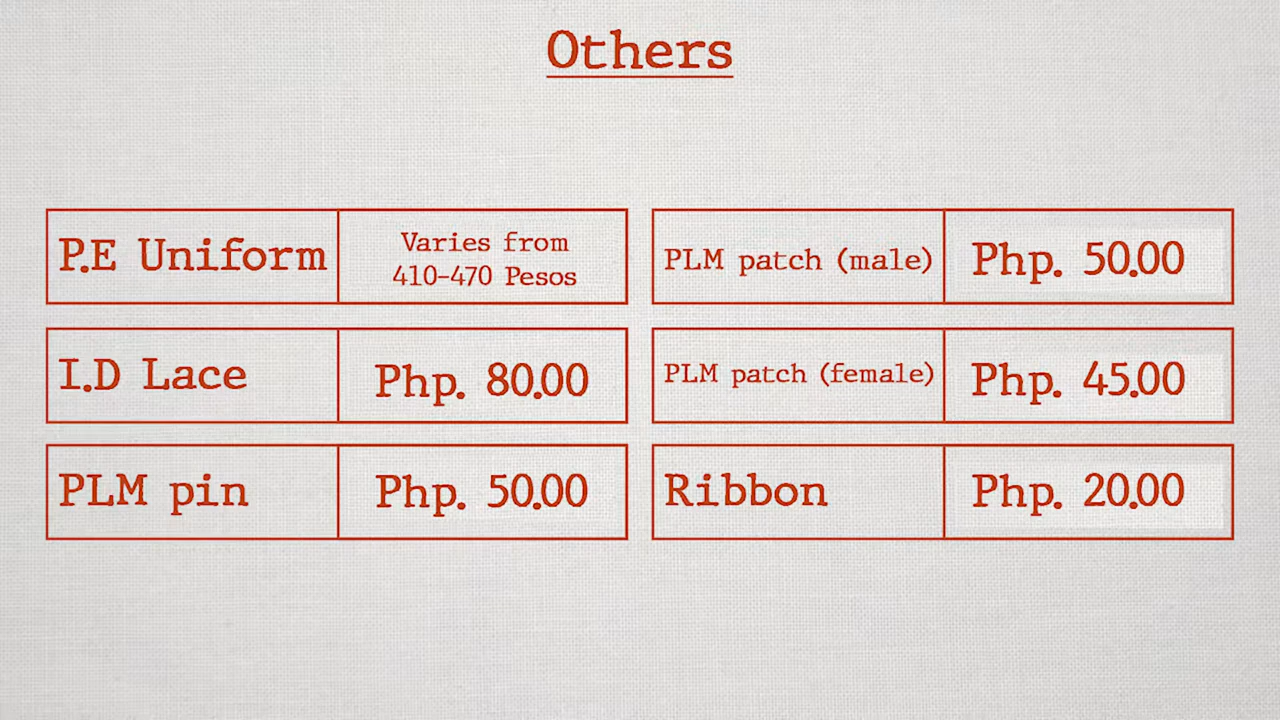 Others
P.E Uniform
Varies from
410-470 Pesos
PLM patch (male)
Php. 50.00
I.D Lace
Php. 80.00
PLM patch (female)
Php. 45.00
PLM pin
Php. 50.00
Ribbon
Php. 20.00